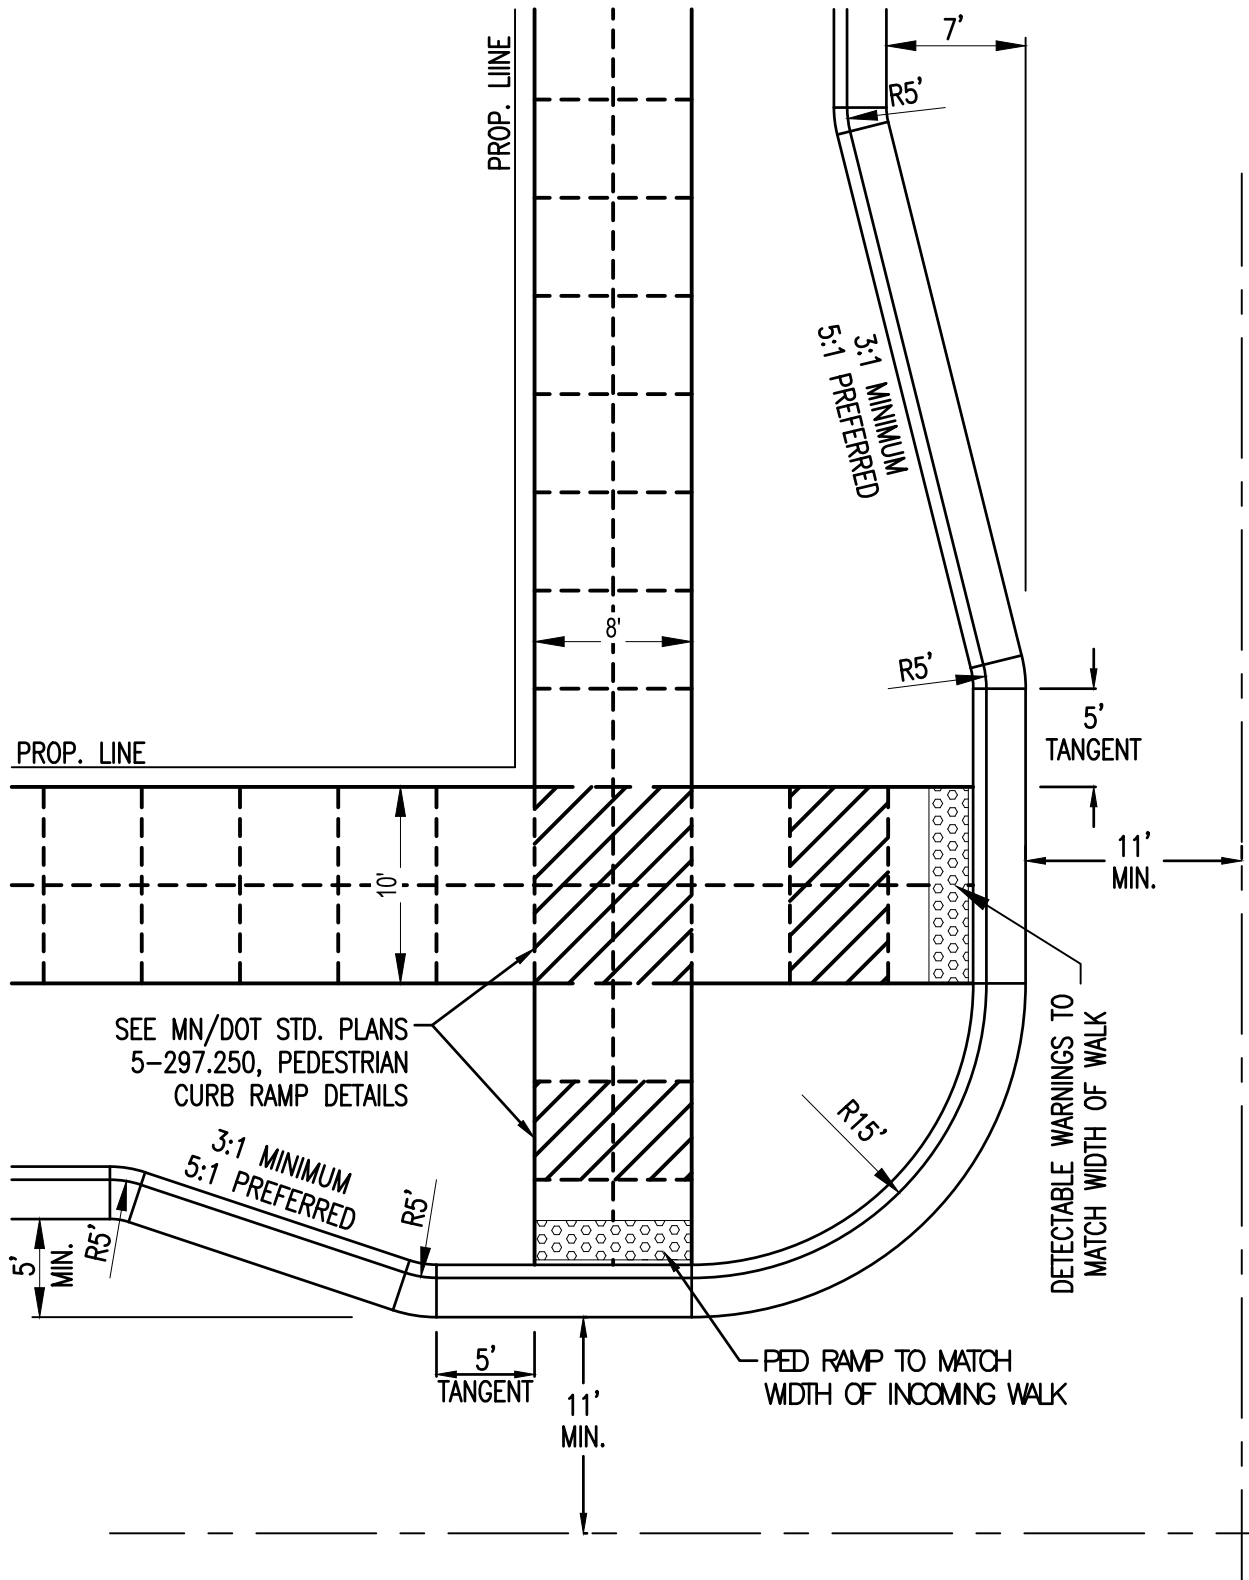 7'
PROP. LIINE
R5'
3:1 MINIMUM
5:1 PREFERRED
8'
R5'
5'
TANGENT
PROP. LINE
11'
MIN.
10'
SEE MN/DOT STD. PLANS
5-297.250, PEDESTRIAN
CURB RAMP DETAILS
DETECTABLE WARNINGS TO
MATCH WIDTH OF WALK
R15'
3:1 MINIMUM
5:1 PREFERRED
R5'
R5'
5'
MIN.
5'
TANGENT
PED RAMP TO MATCH
WIDTH OF INCOMING WALK
11'
MIN.